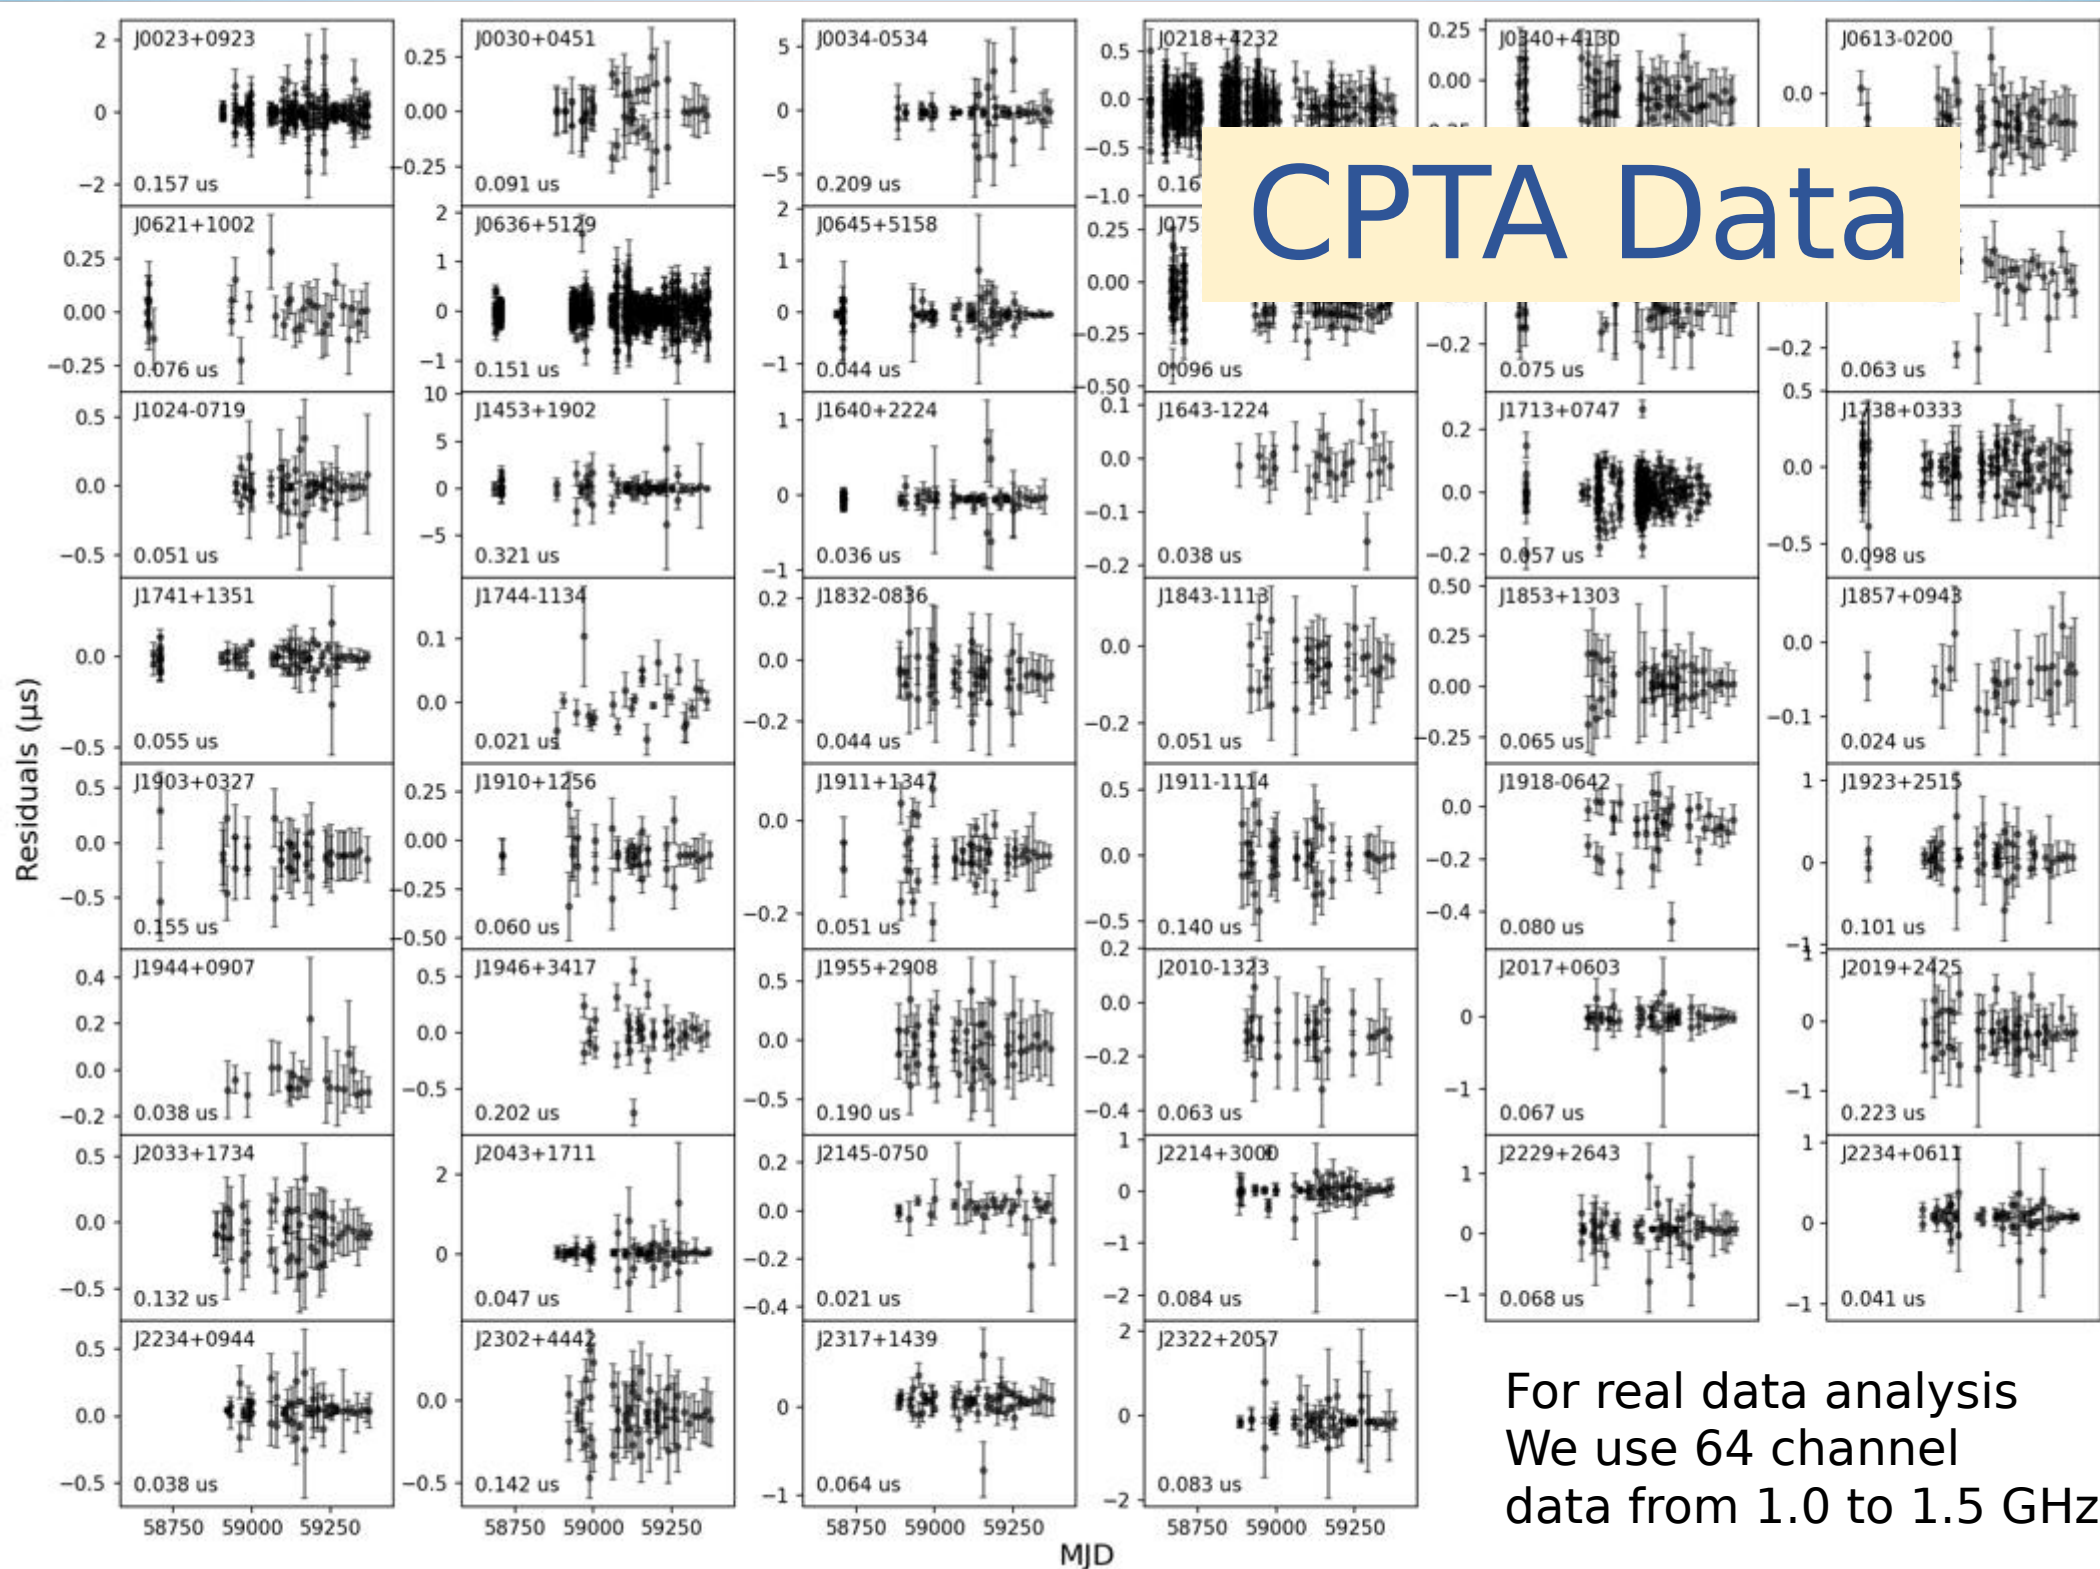 CPTA Data
J0023+0923
0.157 us
J0030+0451
0.091 us
J0034-0534
0.209 us
J0218+4232
J0340+4130
J0613-0200
J0621+1002
0.076 us
J0636+5129
0.151 us
J0645+5158
0.044 us
0.096 us
0.075 us
0.063 us
J1024-0719
0.051 us
J1453+1902
0.321 us
J1640+2224
0.036 us
J1643-1224
0.038 us
J1713+0747
0.057 us
J1738+0333
0.098 us
J1741+1351
0.055 us
J1744-1134
0.021 us
J1832-0836
0.044 us
J1843-1113
0.051 us
J1853+1303
0.065 us
J1857+0943
0.024 us
J1903+0327
0.155 us
J1910+1256
0.060 us
J1911+1347
0.051 us
J1911-1114
0.140 us
J1918-0642
0.080 us
J1923+2515
0.101 us
J1944+0907
0.038 us
J1946+3417
0.202 us
J1955+2908
0.190 us
J2010-1323
0.063 us
J2017+0603
0.067 us
J2019+2425
0.223 us
J2033+1734
0.132 us
J2043+1711
0.047 us
J2145-0750
0.021 us
J2214+3000
0.084 us
J2229+2643
0.068 us
J2234+0611
0.041 us
J2234+0944
0.038 us
J2302+4442
0.142 us
J2317+1439
0.064 us
J2322+2057
0.083 us
Residuals (μs)
58750 59000 59250
58750 59000 59250
58750 59000 59250
58750 59000 59250
MJD
For real data analysis
We use 64 channel
data from 1.0 to 1.5 GHz